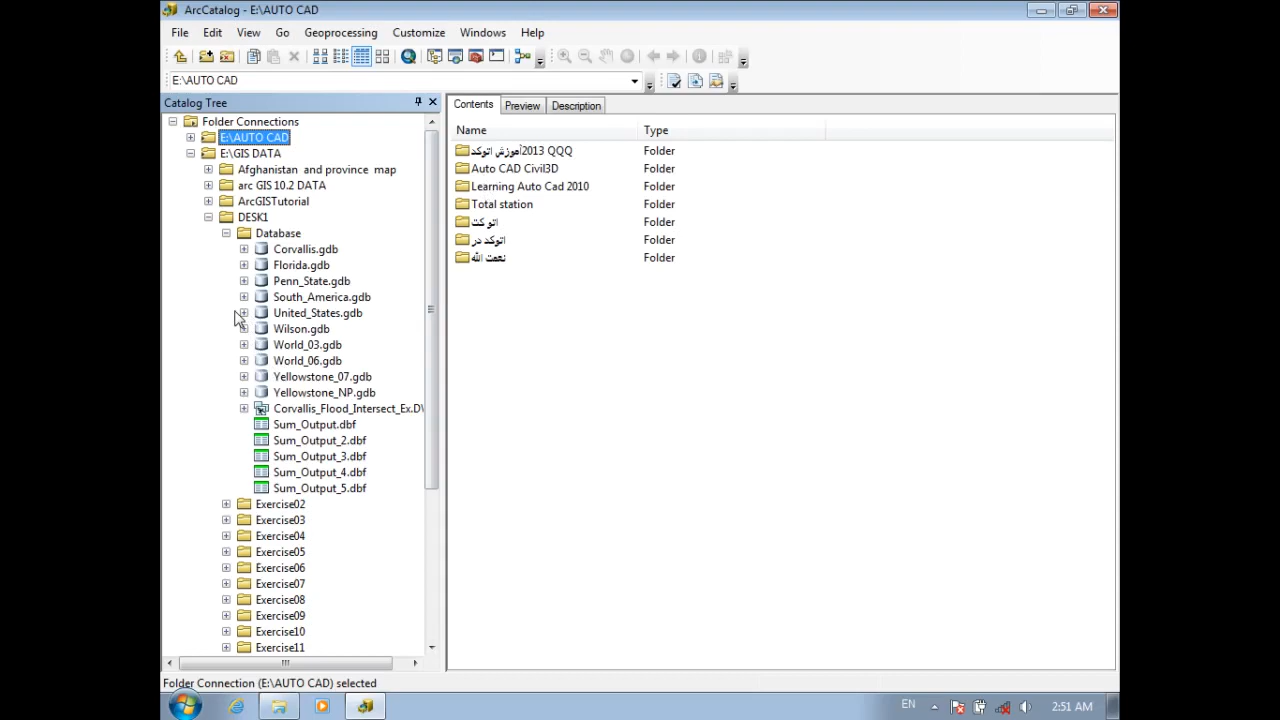 ArcCatalog - E:\AUTO CAD
File Edit View Go Geoprocessing Customize Windows Help
E:\AUTO CAD
Catalog Tree
Folder Connections
E:\AUTO CAD
E:\GIS DATA
Afghanistan and province map
arc GIS 10.2 DATA
ArcGISTutorial
DESK1
Database
Corvallis.gdb
Florida.gdb
Penn_State.gdb
South_America.gdb
United_States.gdb
Wilson.gdb
World_03.gdb
World_06.gdb
Yellowstone_07.gdb
Yellowstone_NP.gdb
Corvallis_Flood_Intersect_Ex.D\
Sum_Output.dbf
Sum_Output_2.dbf
Sum_Output_3.dbf
Sum_Output_4.dbf
Sum_Output_5.dbf
Exercise02
Exercise03
Exercise04
Exercise05
Exercise06
Exercise07
Exercise08
Exercise09
Exercise10
Exercise11
Contents Preview Description
Name Type
آموزش اتوکد2013 QQQ Folder
Auto CAD Civil3D Folder
Learning Auto Cad 2010 Folder
Total station Folder
اتو کت Folder
اتوکد در Folder
نعمت الله Folder
Folder Connection (E:\AUTO CAD) selected
EN 2:51 AM